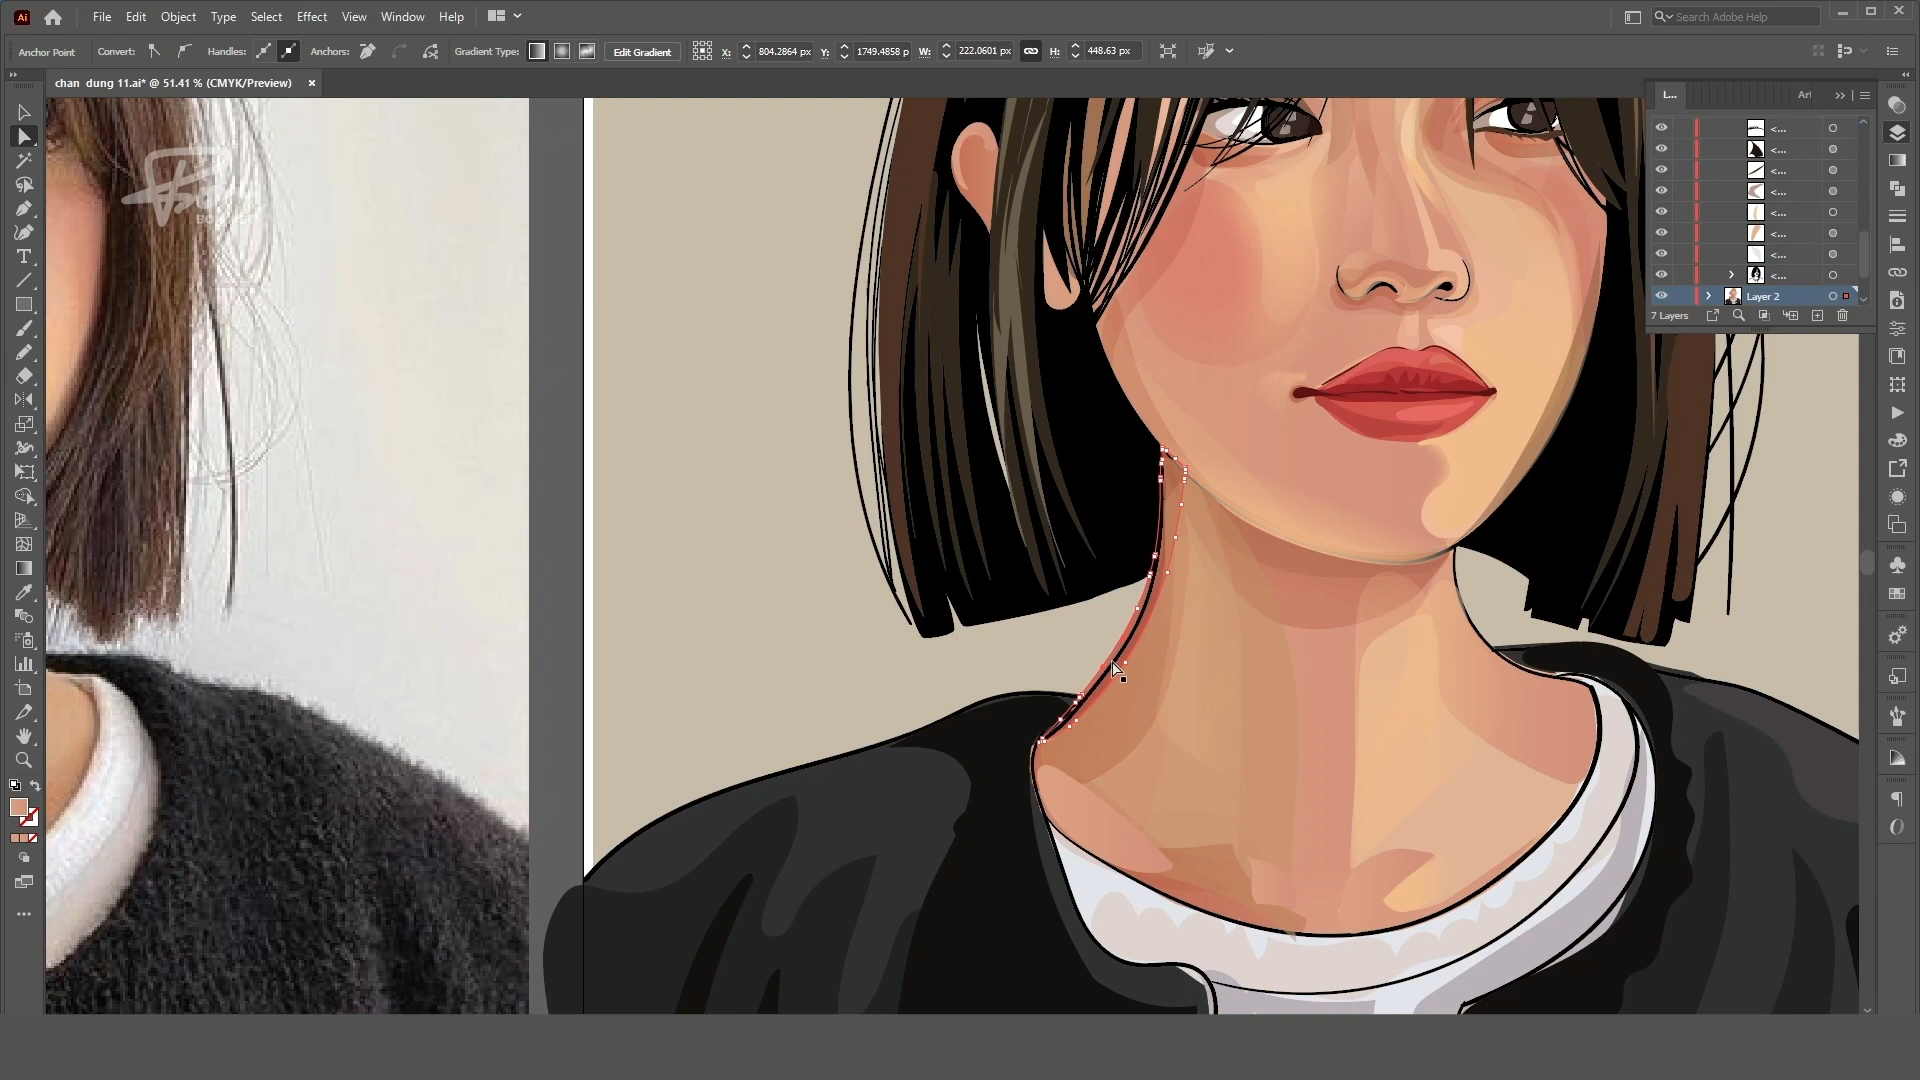 Ai File Edit Object Type Select Effect View Window Help Search Adobe Help
Anchor Point Convert: Handles: Anchors: Gradient Type: Edit Gradient X: 804.2864 px Y: 1749.4858 p W: 222.0601 px H: 448.63 px
chan dung 11.ai* @ 51.41 % (CMYK/Preview) ×
L... Ar
<...
<...
<...
<...
<...
<...
<...
<...
Layer 2
7 Layers